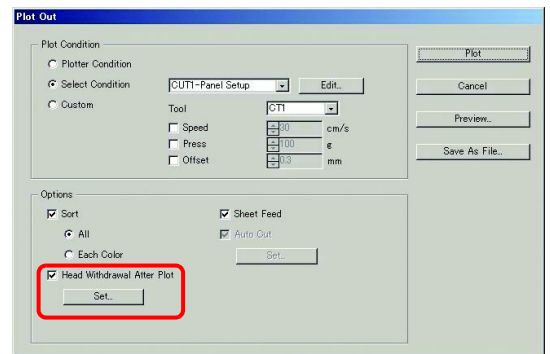 Plot Out
Plot Condition
Plotter Condition
Select Condition CUT1-Panel Setup Edit...
Custom Tool CT1
Speed 30 cm/s
Press 100 g
Offset 0.3 mm
Plot
Cancel
Preview...
Save As File...
Options
Sort Sheet Feed
All Auto Cut
Each Color Set...
Head Withdrawal Atter Plot
Set...